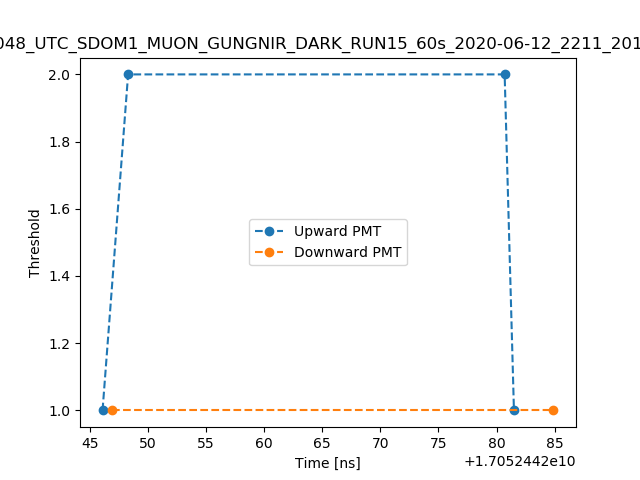 048_UTC_SDOM1_MUON_GUNGNIR_DARK_RUN15_60s_2020-06-12_2211_201
2.0
1.8
1.6
1.4
1.2
1.0
Threshold
Upward PMT
Downward PMT
45 50 55 60 65 70 75 80 85
Time [ns]
+1.7052442e10